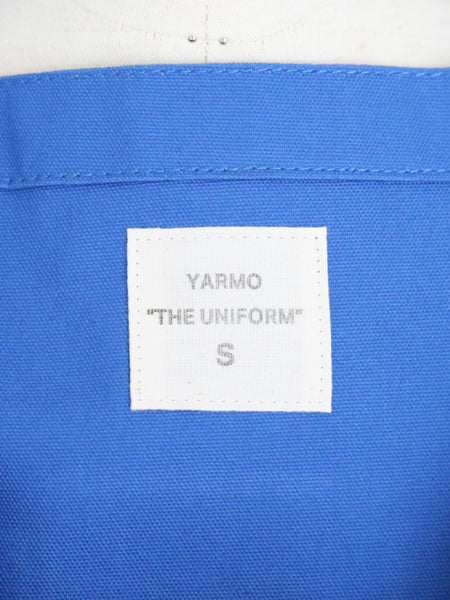 YARMO
"THE UNIFORM"
S